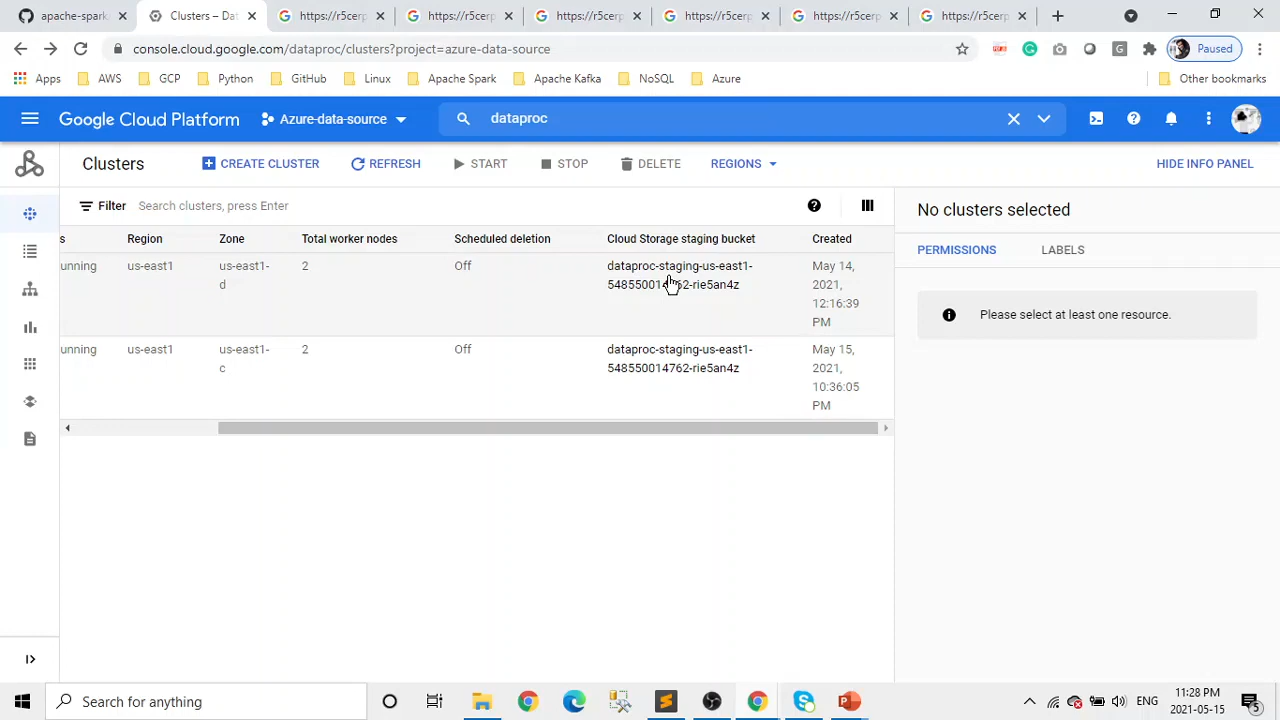 apache-spark
Clusters – Dat
https://r5cerp
https://r5cerp
https://r5cerp
https://r5cerp
https://r5cerp
https://r5cerp
console.cloud.google.com/dataproc/clusters?project=azure-data-source
Paused
Apps
AWS
GCP
Python
GitHub
Linux
Apache Spark
Apache Kafka
NoSQL
Azure
Other bookmarks
Google Cloud Platform
Azure-data-source
dataproc
Clusters
CREATE CLUSTER
REFRESH
START
STOP
DELETE
REGIONS
HIDE INFO PANEL
Filter Search clusters, press Enter
s Region Zone Total worker nodes Scheduled deletion Cloud Storage staging bucket Created
unning us-east1 us-east1- 2 Off dataproc-staging-us-east1- May 14,
d 548550014762-rie5an4z 2021,
12:16:39
PM
unning us-east1 us-east1- 2 Off dataproc-staging-us-east1- May 15,
c 548550014762-rie5an4z 2021,
10:36:05
PM
No clusters selected
PERMISSIONS LABELS
Please select at least one resource.
Search for anything
ENG
11:28 PM
2021-05-15
5